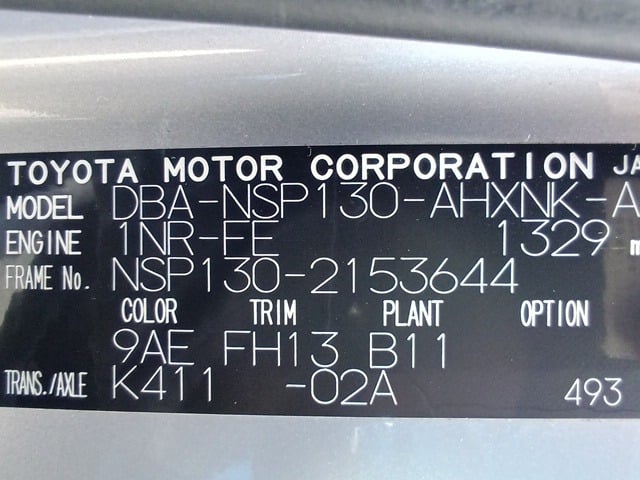 TOYOTA MOTOR CORPORATION JA
MODEL DBA-NSP130-AHXNK-A
ENGINE 1NR-FE 1329 m
FRAME No. NSP130-2153644
COLOR TRIM PLANT OPTION
9AE FH13 B11
TRANS./AXLE K411 -02A 493